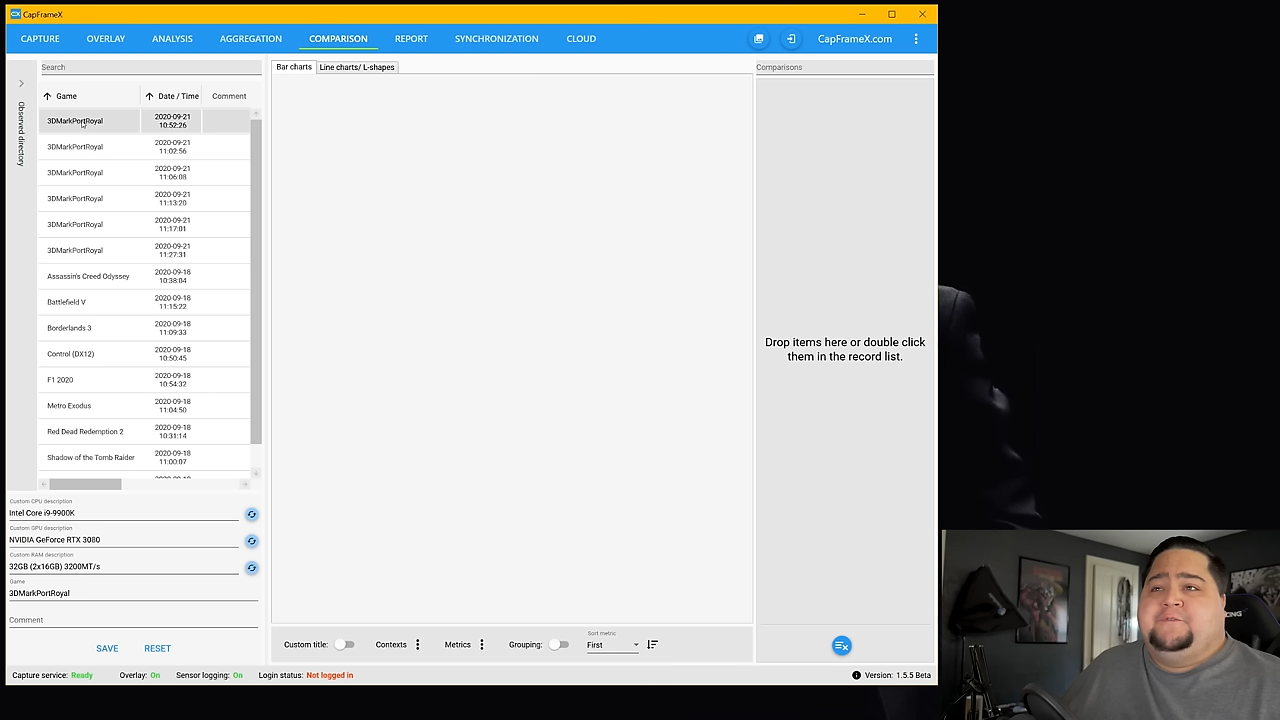 CX CapFrameX
CAPTURE OVERLAY ANALYSIS AGGREGATION COMPARISON REPORT SYNCHRONIZATION CLOUD CapFrameX.com
Search
Bar charts Line charts/ L-shapes
Comparisons
Observed directory
Game Date / Time Comment
3DMarkPortRoyal 2020-09-21 10:52:26
3DMarkPortRoyal 2020-09-21 11:02:56
3DMarkPortRoyal 2020-09-21 11:06:08
3DMarkPortRoyal 2020-09-21 11:13:20
3DMarkPortRoyal 2020-09-21 11:17:01
3DMarkPortRoyal 2020-09-21 11:27:31
Assassin's Creed Odyssey 2020-09-18 10:38:04
Battlefield V 2020-09-18 11:15:22
Borderlands 3 2020-09-18 11:09:33
Control (DX12) 2020-09-18 10:50:45
F1 2020 2020-09-18 10:54:32
Metro Exodus 2020-09-18 11:04:50
Red Dead Redemption 2 2020-09-18 10:31:14
Shadow of the Tomb Raider 2020-09-18 11:00:07
Drop items here or double click
them in the record list.
Custom CPU description
Intel Core i9-9900K
Custom GPU description
NVIDIA GeForce RTX 3080
Custom RAM description
32GB (2x16GB) 3200MT/s
Game
3DMarkPortRoyal
Comment
SAVE RESET
Custom title: Contexts Metrics Grouping: Sort metric First
Capture service: Ready Overlay: On Sensor logging: On Login status: Not logged in Version: 1.5.5 Beta